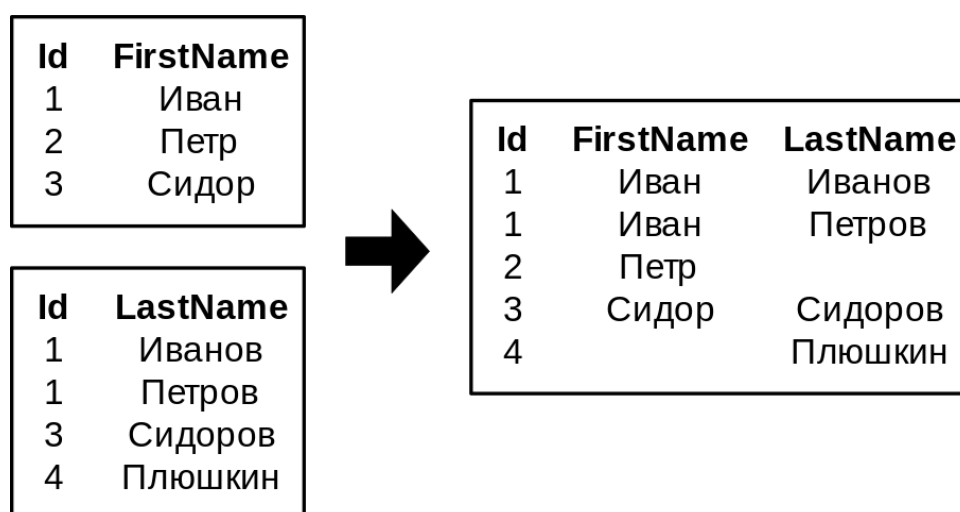 Id FirstName
1 Иван
2 Петр
3 Сидор
Id LastName
1 Иванов
1 Петров
3 Сидоров
4 Плюшкин
Id FirstName LastName
1 Иван Иванов
1 Иван Петров
2 Петр
3 Сидор Сидоров
4 Плюшкин